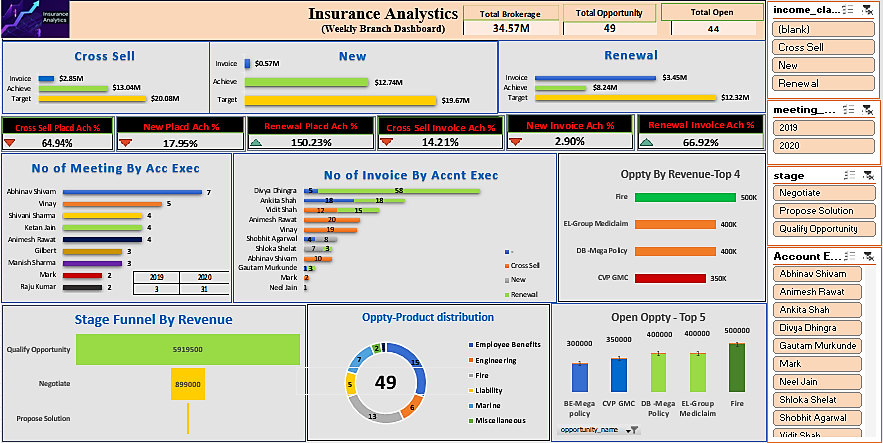 Insurance
Analytics
Insurance Analystics
(Weekly Branch Dashboard)
Total Brokerage
34.57M
Total Opportunity
49
Total Open
44
Cross Sell
Invoice $2.85M
Achieve $13.04M
Target $20.08M
New
Invoice $0.57M
Achieve $12.74M
Target $19.67M
Renewal
Invoice $3.45M
Achieve $8.24M
Target $12.32M
Cross Sell Placd Ach %
64.94%
New Placd Ach %
17.95%
Renewal Placd Ach %
150.23%
Cross Sell Invoice Ach %
14.21%
New Invoice Ach %
2.90%
Renewal Invoice Ach %
66.92%
No of Meeting By Acc Exec
Abhinav Shivam 7
Vinay 5
Shivani Sharma 4
Ketan Jain 4
Animesh Rawat 4
Gilbert 3
Manish Sharma 3
Mark 2
Raju Kumar 2
2019 2020
3 31
No of Invoice By Accnt Exec
Divya Dhingra 5 58
Ankita Shah 18 18
Vidit Shah 12 15
Animesh Rawat 20
Vinay 19
Shobhit Agarwal 4 8
Shloka Shelat 7 3
Abhinav Shivam 10
Gautam Murkunde 1 3
Mark 2
Neel Jain 1
-
Cross Sell
New
Renewal
Oppty By Revenue-Top 4
Fire 500K
EL-Group Mediclaim 400K
DB -Mega Policy 400K
CVP GMC 350K
Stage Funnel By Revenue
Qualify Opportunity 5919500
Negotiate 899000
Propose Solution
Oppty-Product distribution
49
15
6
13
5
7
2
Employee Benefits
Engineering
Fire
Liability
Marine
Miscellaneous
Open Oppty - Top 5
300000 350000 400000 400000 500000
BE-Mega policy
CVP GMC
DB -Mega Policy
EL-Group Mediclaim
Fire
opportunity_name
income_cla...
(blank)
Cross Sell
New
Renewal
meeting_...
2019
2020
stage
Negotiate
Propose Solution
Qualify Opportunity
Account E...
Abhinav Shivam
Animesh Rawat
Ankita Shah
Divya Dhingra
Gautam Murkunde
Mark
Neel Jain
Shloka Shelat
Shobhit Agarwal
Vidit Shah